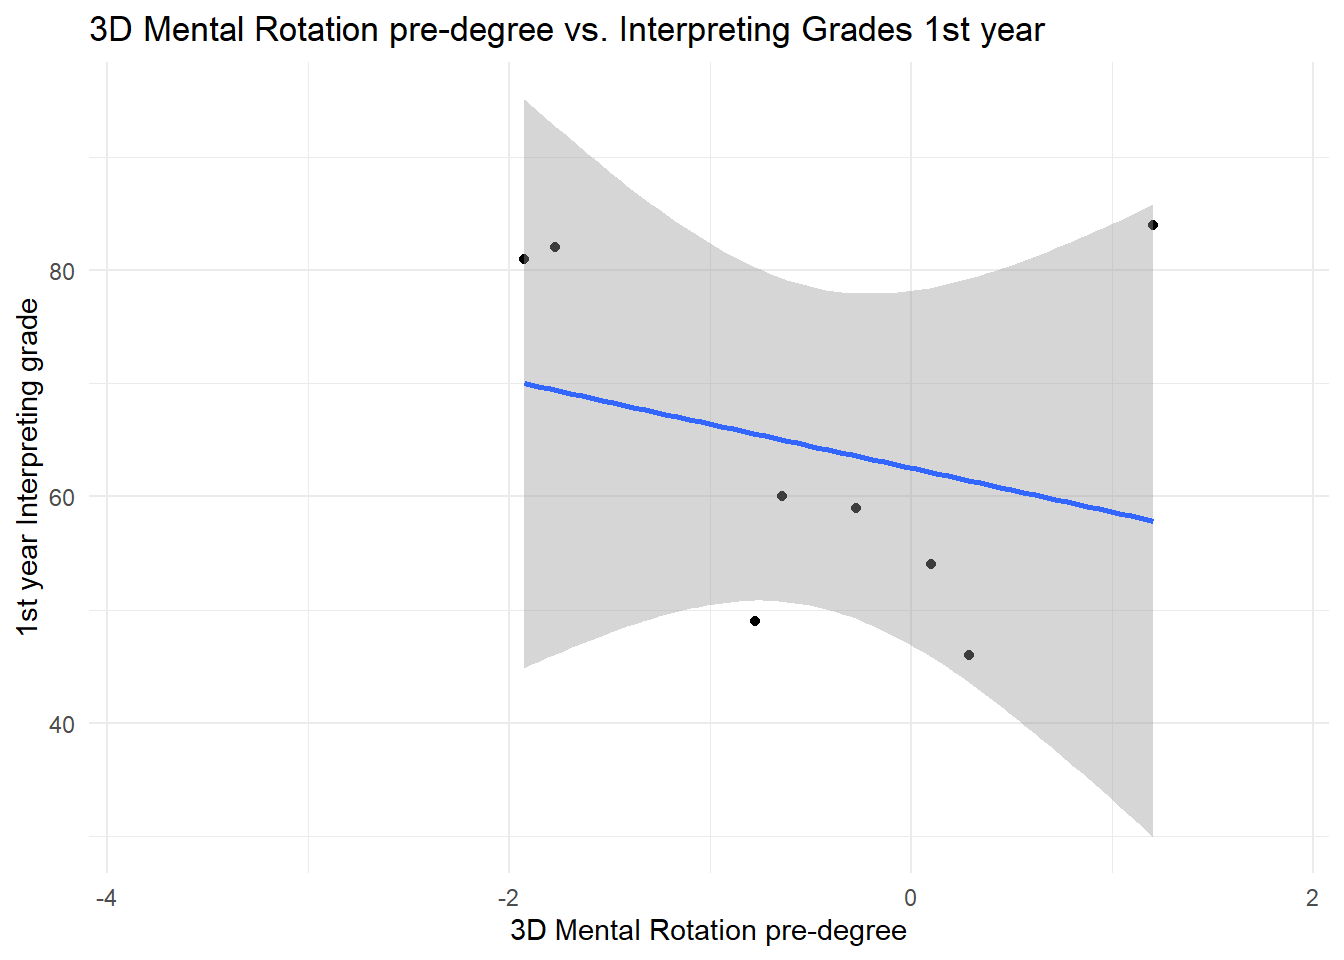 3D Mental Rotation pre-degree vs. Interpreting Grades 1st year
1st year Interpreting grade
80
60
40
-4
-2
0
2
3D Mental Rotation pre-degree